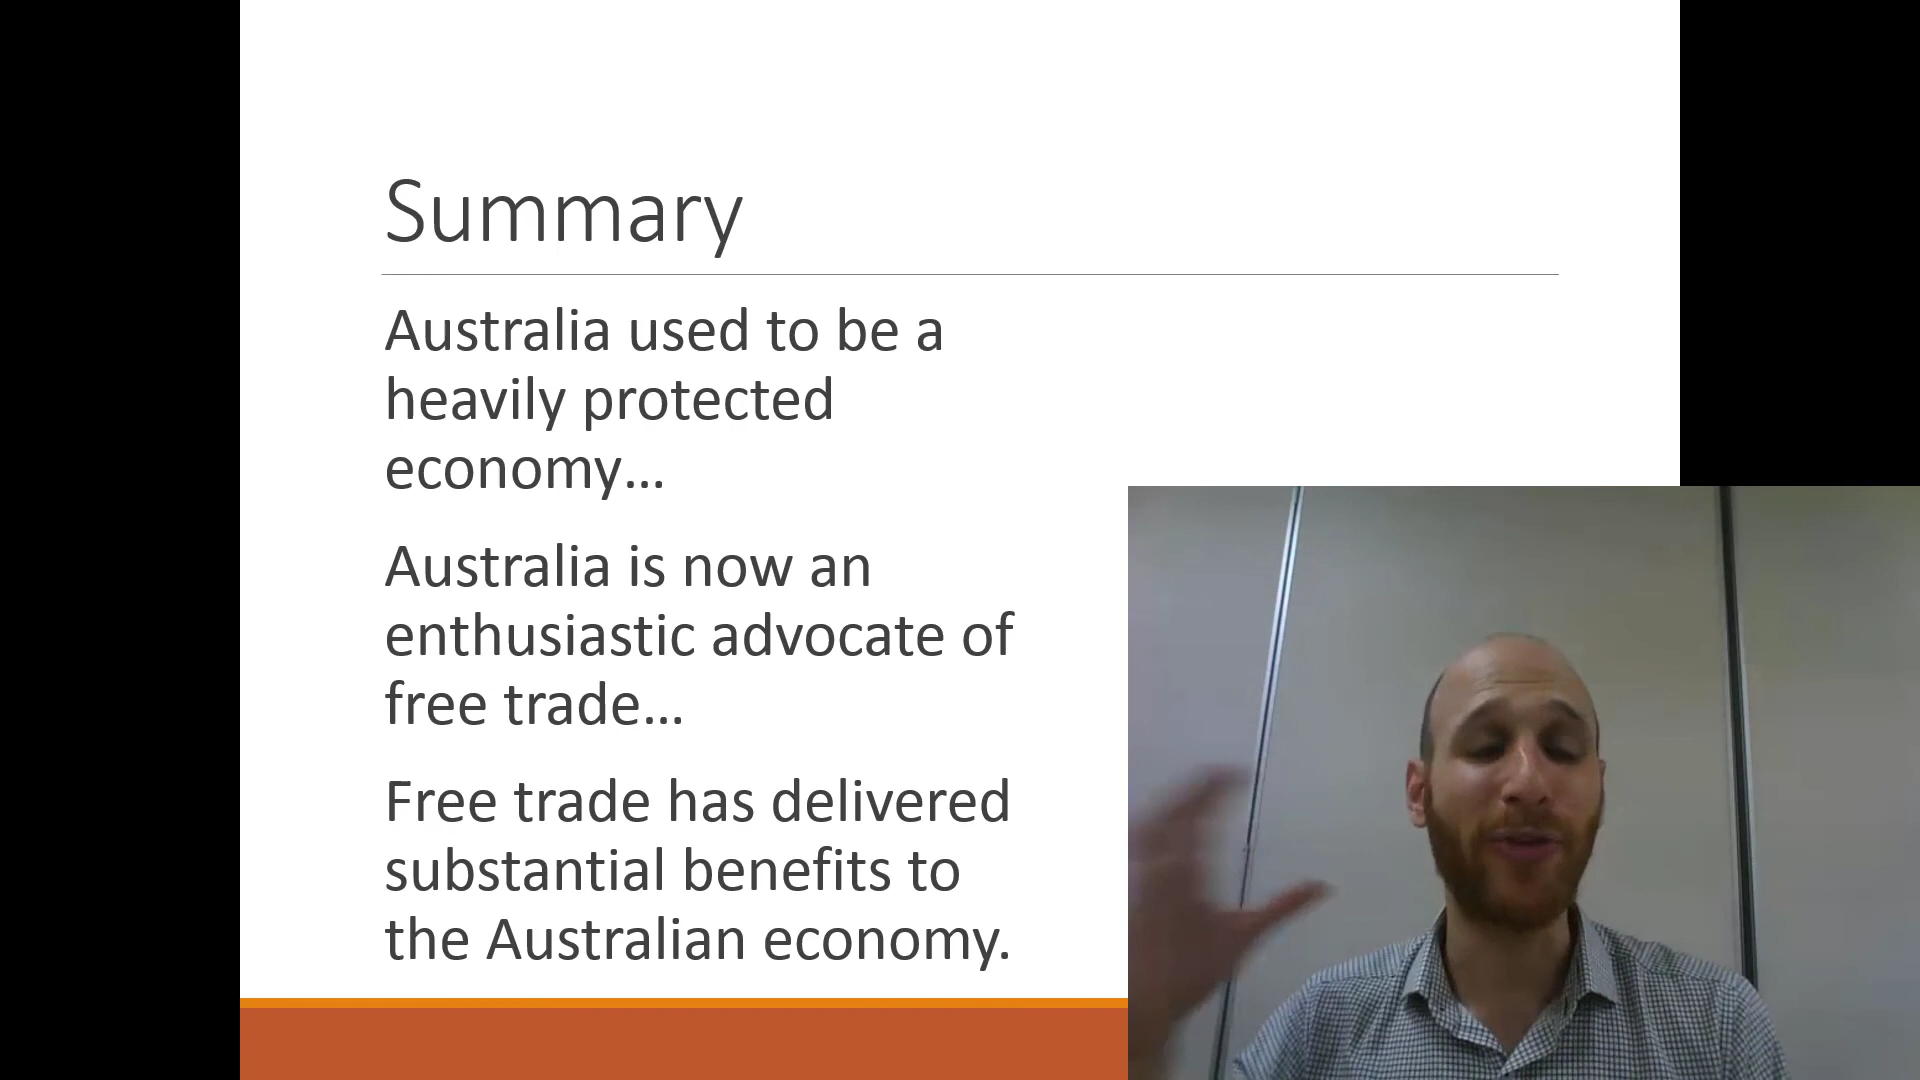 Summary
Australia used to be a
heavily protected
economy…
Australia is now an
enthusiastic advocate of
free trade…
Free trade has delivered
substantial benefits to
the Australian economy.